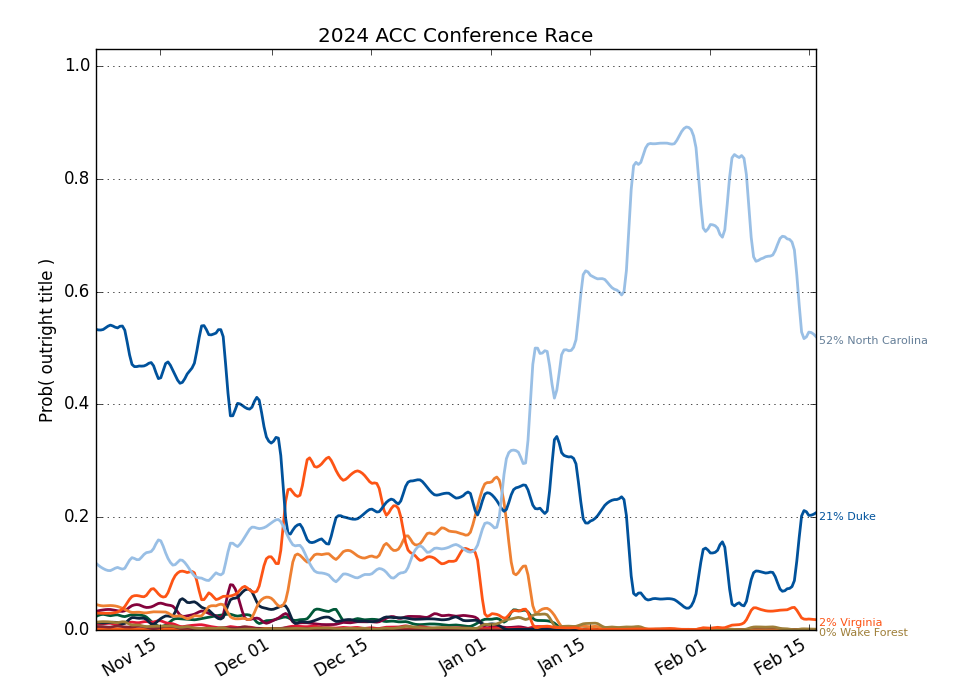 2024 ACC Conference Race
Prob( outright title )
1.0
0.8
0.6
0.4
0.2
0.0
Nov 15
Dec 01
Dec 15
Jan 01
Jan 15
Feb 01
Feb 15
52% North Carolina
21% Duke
2% Virginia
0% Wake Forest